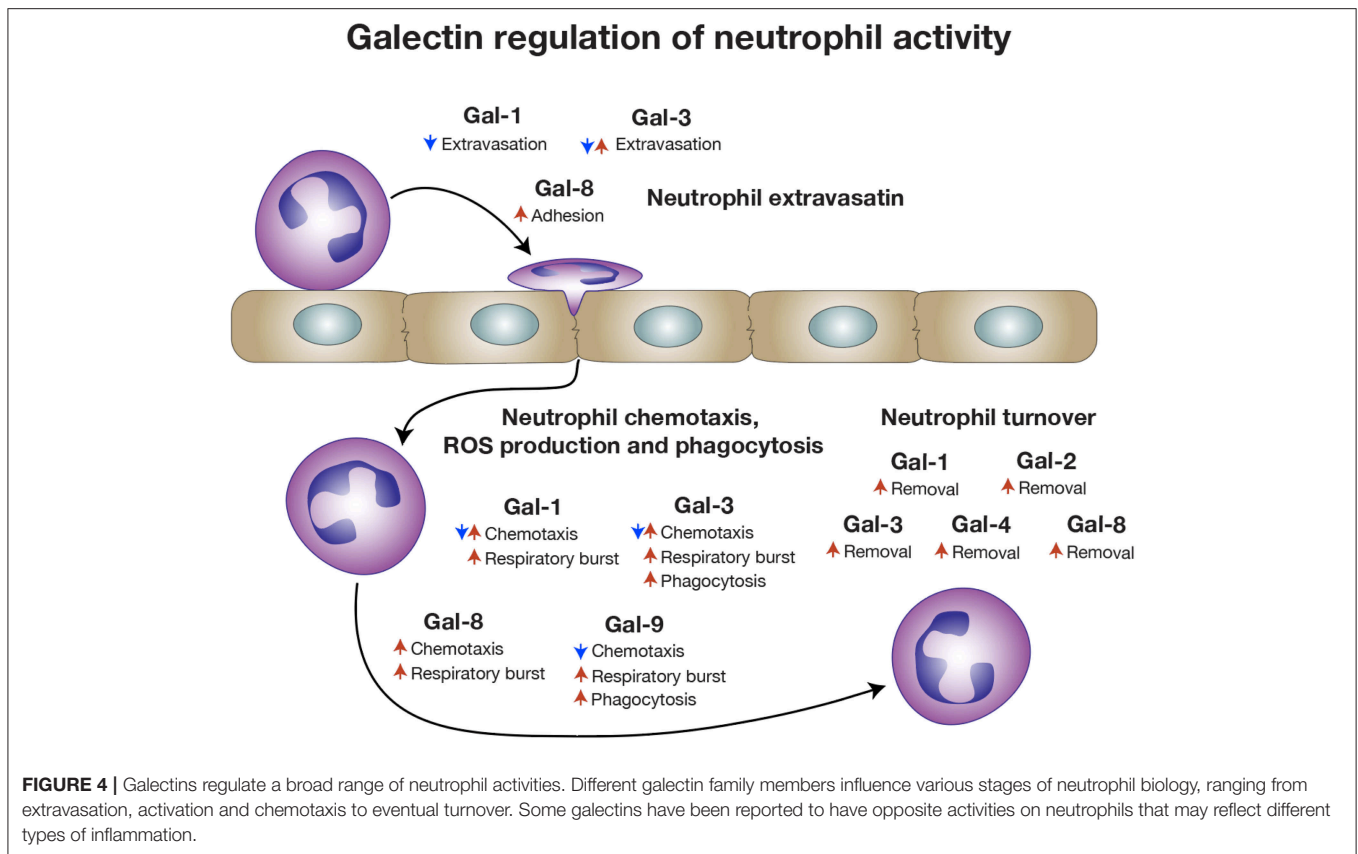 Galectin regulation of neutrophil activity
Gal-1
Extravasation
Gal-3
Extravasation
Gal-8
Adhesion
Neutrophil extravasatin
Neutrophil chemotaxis,
ROS production and phagocytosis
Gal-1
Chemotaxis
Respiratory burst
Gal-3
Chemotaxis
Respiratory burst
Phagocytosis
Gal-8
Chemotaxis
Respiratory burst
Gal-9
Chemotaxis
Respiratory burst
Phagocytosis
Neutrophil turnover
Gal-1
Removal
Gal-2
Removal
Gal-3
Removal
Gal-4
Removal
Gal-8
Removal
FIGURE 4 | Galectins regulate a broad range of neutrophil activities. Different galectin family members influence various stages of neutrophil biology, ranging from
extravasation, activation and chemotaxis to eventual turnover. Some galectins have been reported to have opposite activities on neutrophils that may reflect different
types of inflammation.